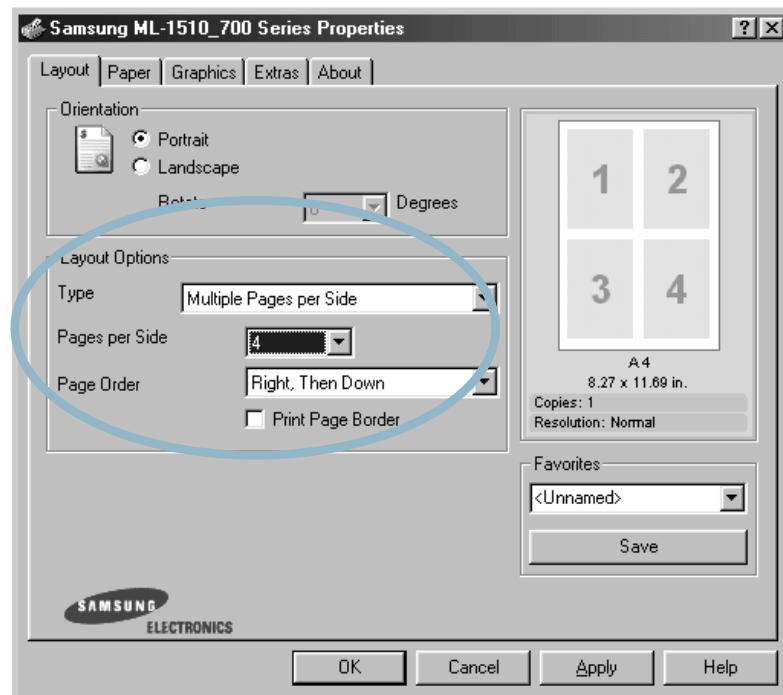 Samsung ML-1510_700 Series Properties
Layout Paper Graphics Extras About
Orientation
Portrait
Landscape
Rotate 0 Degrees
Layout Options
Type Multiple Pages per Side
Pages per Side 4
Page Order Right, Then Down
Print Page Border
1 2
3 4
A4
8.27 x 11.69 in.
Copies: 1
Resolution: Normal
Favorites
<Unnamed>
Save
SAMSUNG
ELECTRONICS
OK Cancel Apply Help